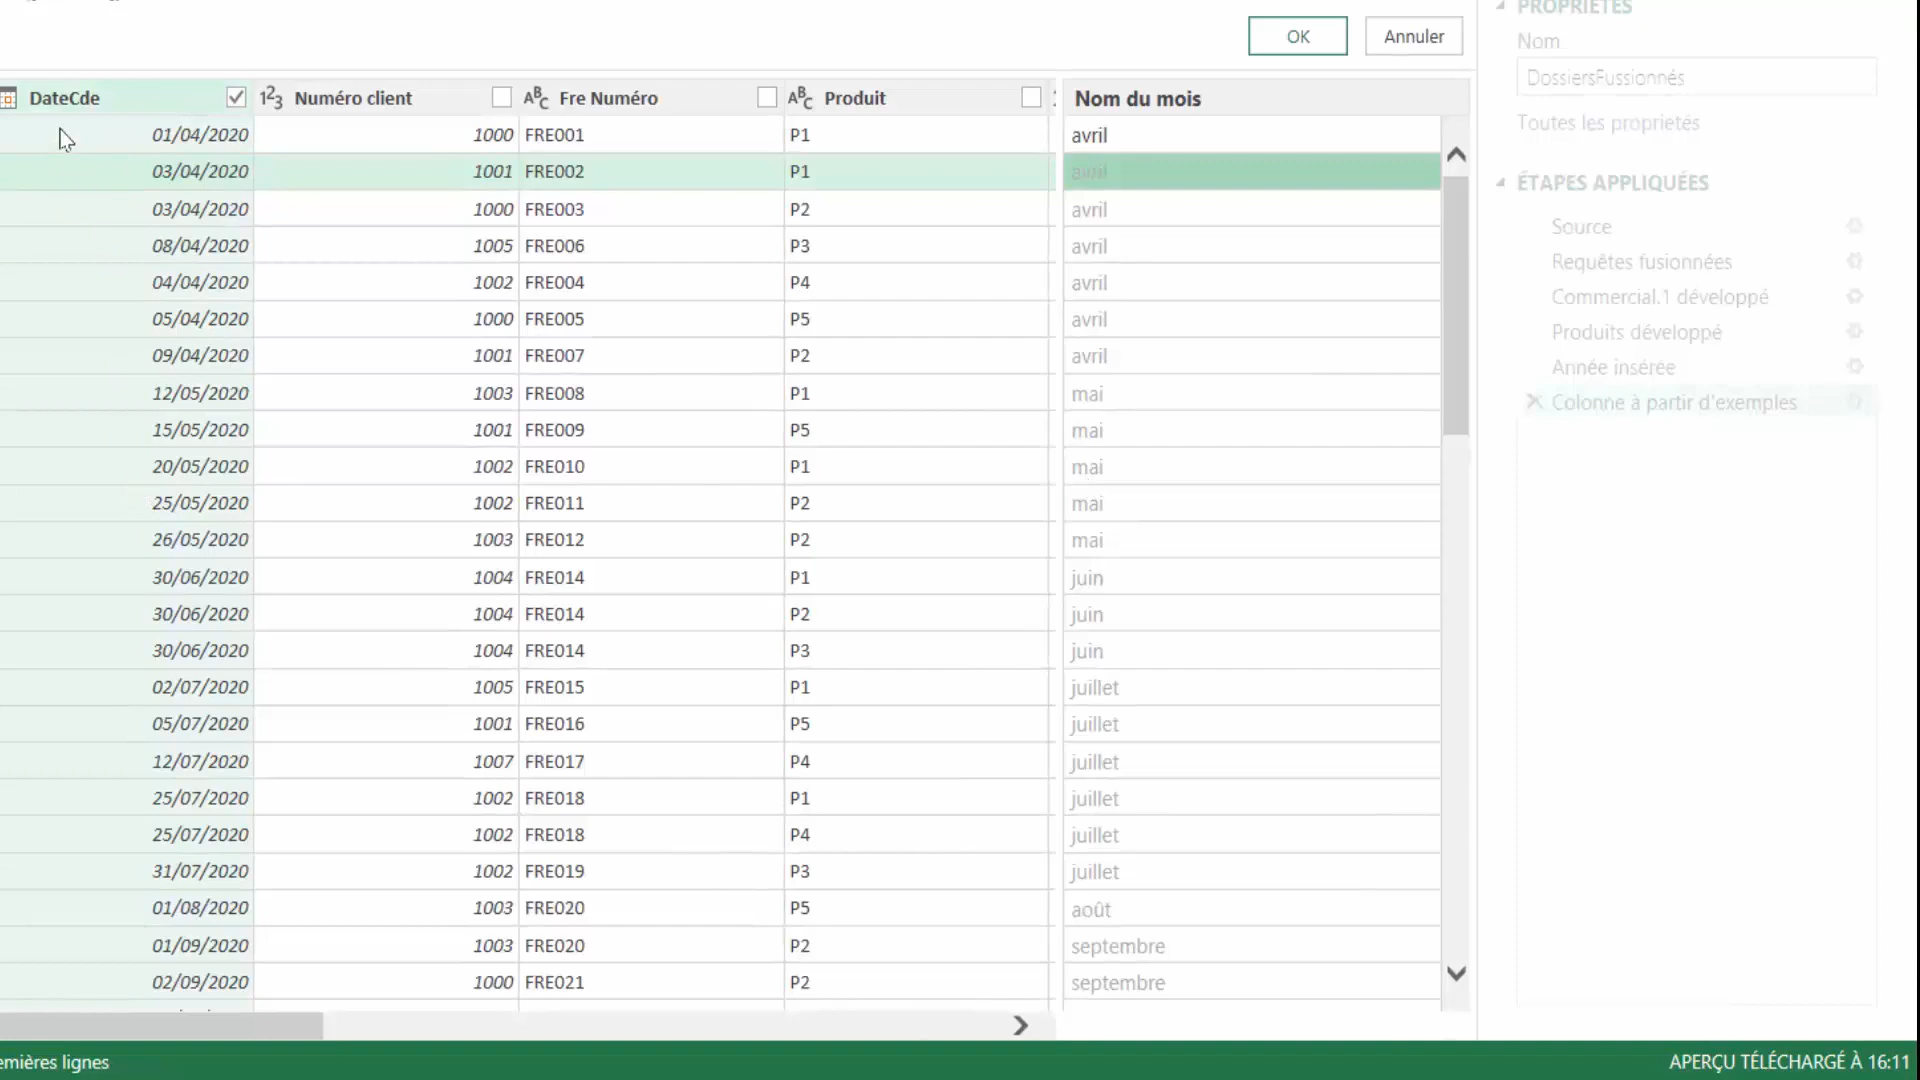 OK Annuler
DateCde 123 Numéro client ABC Fre Numéro ABC Produit Nom du mois
01/04/2020 1000 FRE001 P1 avril
03/04/2020 1001 FRE002 P1 avril
03/04/2020 1000 FRE003 P2 avril
08/04/2020 1005 FRE006 P3 avril
04/04/2020 1002 FRE004 P4 avril
05/04/2020 1000 FRE005 P5 avril
09/04/2020 1001 FRE007 P2 avril
12/05/2020 1003 FRE008 P1 mai
15/05/2020 1001 FRE009 P5 mai
20/05/2020 1002 FRE010 P1 mai
25/05/2020 1002 FRE011 P2 mai
26/05/2020 1003 FRE012 P2 mai
30/06/2020 1004 FRE014 P1 juin
30/06/2020 1004 FRE014 P2 juin
30/06/2020 1004 FRE014 P3 juin
02/07/2020 1005 FRE015 P1 juillet
05/07/2020 1001 FRE016 P5 juillet
12/07/2020 1007 FRE017 P4 juillet
25/07/2020 1002 FRE018 P1 juillet
25/07/2020 1002 FRE018 P4 juillet
31/07/2020 1002 FRE019 P3 juillet
01/08/2020 1003 FRE020 P5 août
01/09/2020 1003 FRE020 P2 septembre
02/09/2020 1000 FRE021 P2 septembre
PROPRIÉTÉS
Nom
DossiersFussionnés
Toutes les propriétés
ÉTAPES APPLIQUÉES
Source
Requêtes fusionnées
Commercial.1 développé
Produits développé
Année insérée
Colonne à partir d'exemples
emières lignes
APERÇU TÉLÉCHARGÉ À 16:11